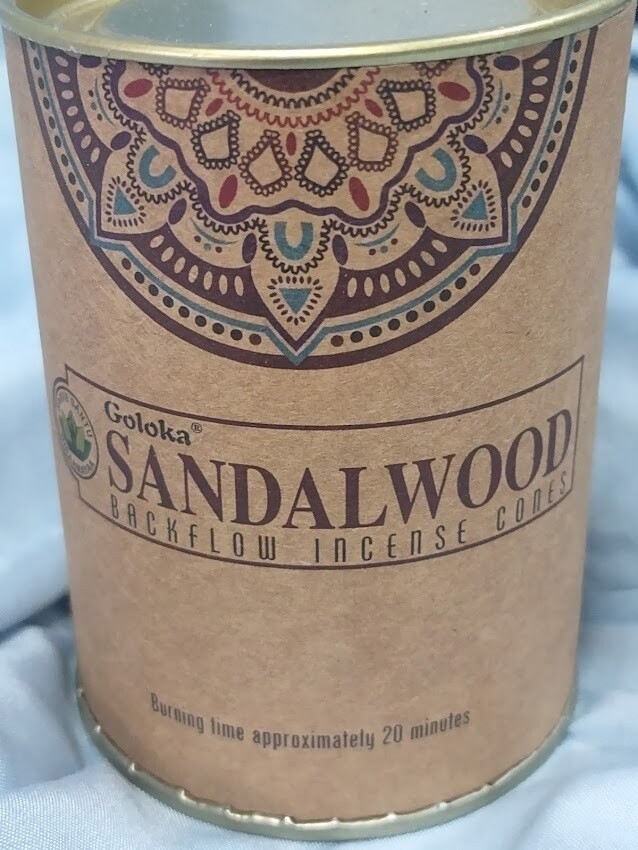 Goloka®
SANDALWOOD
BACKFLOW INCENSE CONES
Burning time approximately 20 minutes